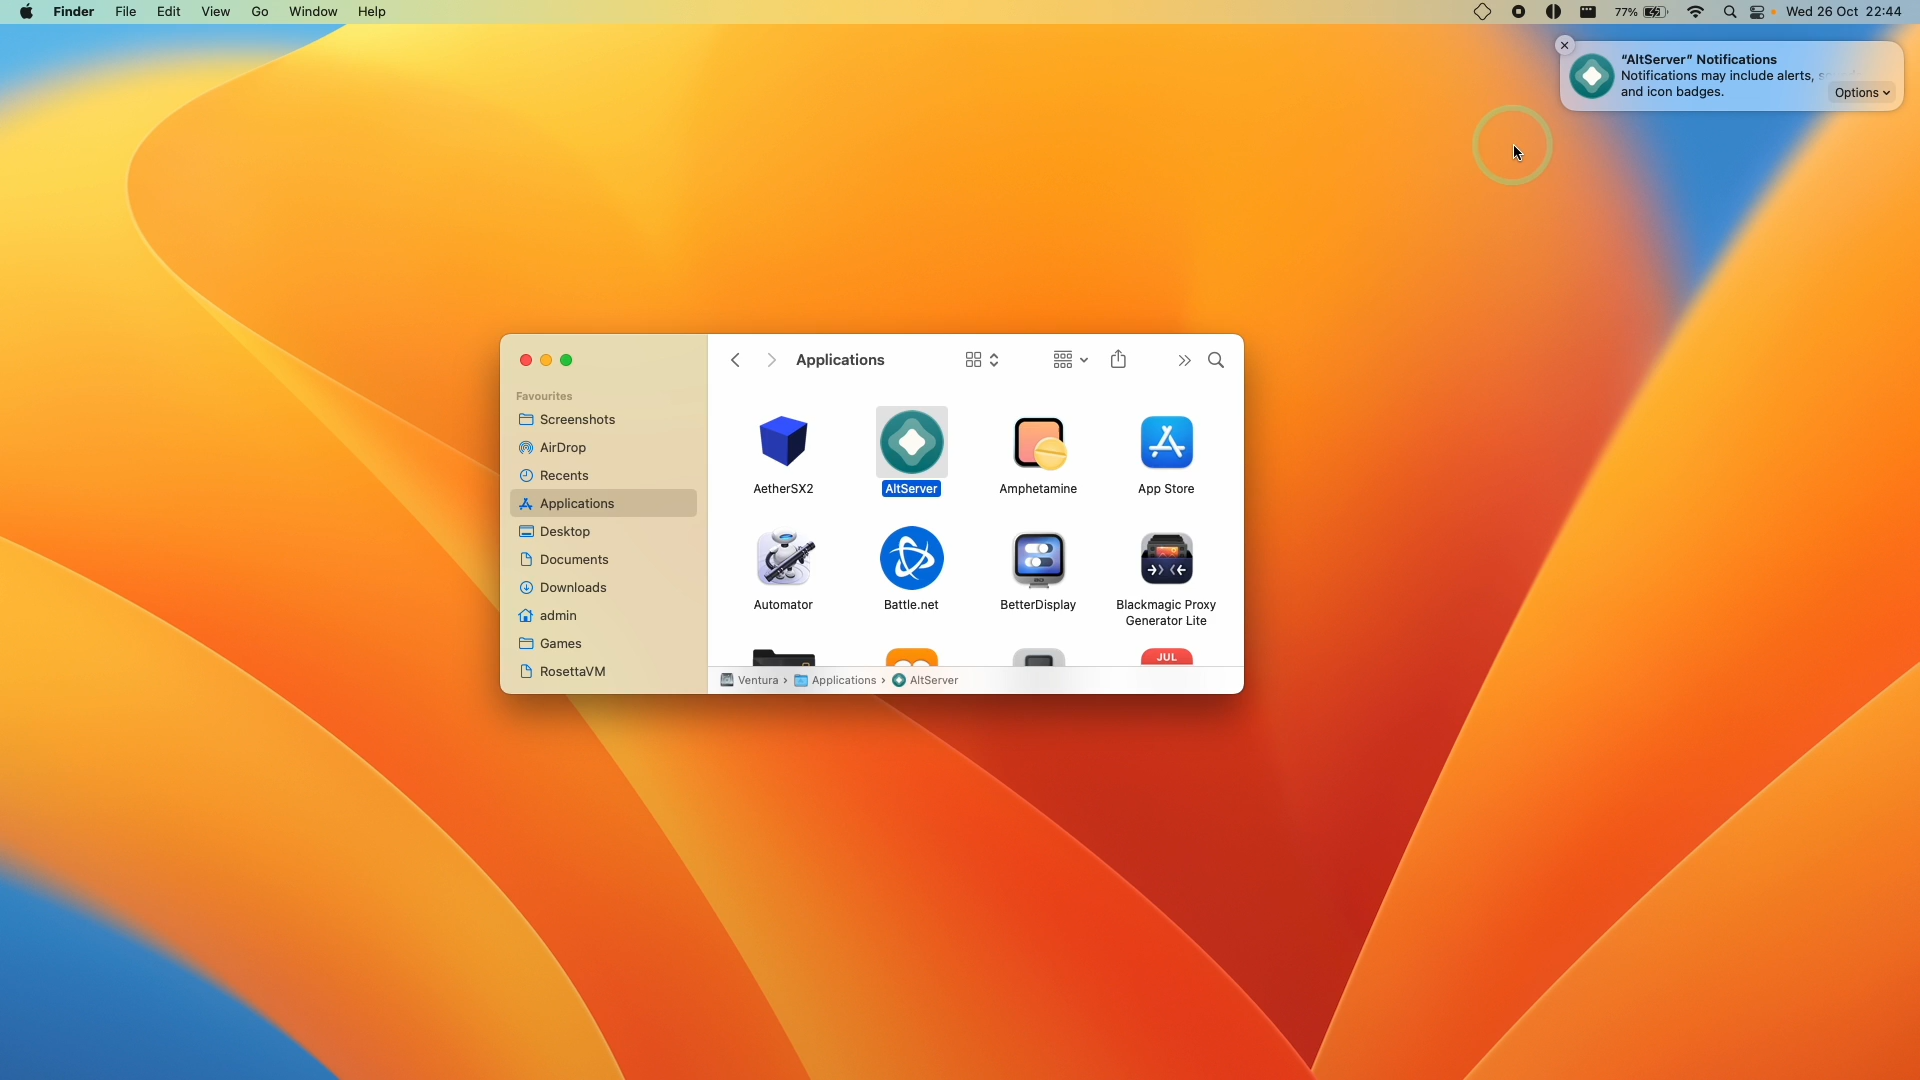 Finder File Edit View Go Window Help
77% Wed 26 Oct 22:44
“AltServer” Notifications
Notifications may include alerts,
and icon badges.
Options
Applications
Favourites
Screenshots
AirDrop
Recents
Applications
Desktop
Documents
Downloads
admin
Games
RosettaVM
AetherSX2
AltServer
Amphetamine
App Store
Automator
Battle.net
BetterDisplay
Blackmagic Proxy
Generator Lite
JUL
Ventura › Applications › AltServer